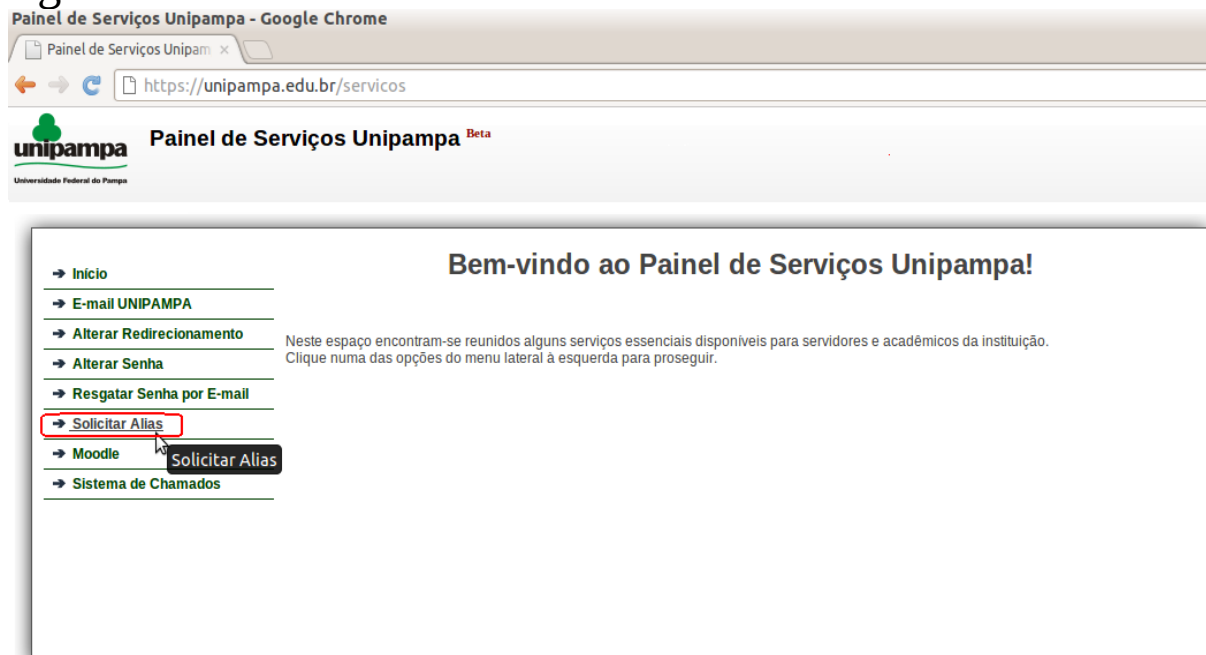 Painel de Serviços Unipampa - Google Chrome
Painel de Serviços Unipam ×
https://unipampa.edu.br/servicos
unipampa
Universidade Federal do Pampa
Painel de Serviços Unipampa Beta
Bem-vindo ao Painel de Serviços Unipampa!
Início
E-mail UNIPAMPA
Alterar Redirecionamento
Alterar Senha
Resgatar Senha por E-mail
Solicitar Alias
Moodle
Solicitar Alias
Sistema de Chamados
Neste espaço encontram-se reunidos alguns serviços essenciais disponíveis para servidores e acadêmicos da instituição.
Clique numa das opções do menu lateral à esquerda para proseguir.